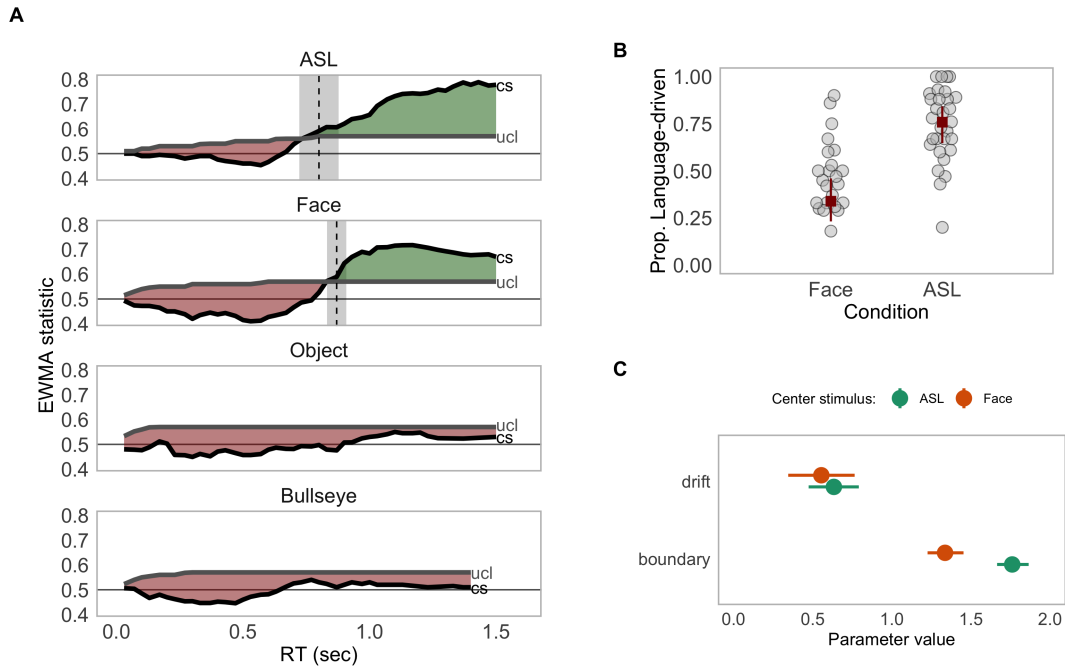 A
ASL
0.8
0.7
0.6
0.5
0.4
cs
ucl
Face
0.8
0.7
0.6
0.5
0.4
cs
ucl
Object
0.8
0.7
0.6
0.5
0.4
ucl
cs
Bullseye
0.8
0.7
0.6
0.5
0.4
ucl
cs
EWMA statistic
0.0 0.5 1.0 1.5
RT (sec)
B
Prop. Language-driven
1.00
0.75
0.50
0.25
0.00
Face ASL
Condition
C
Center stimulus: ASL Face
drift
boundary
0.0 0.5 1.0 1.5 2.0
Parameter value